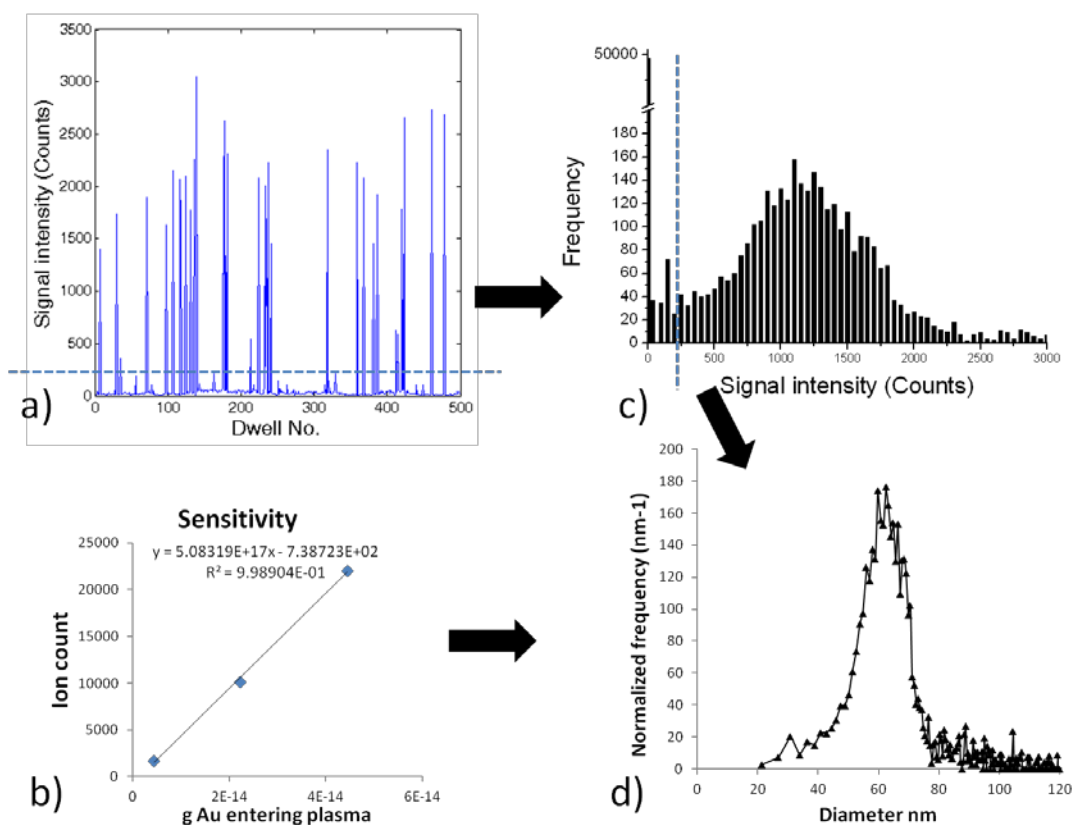 3500
3000
2500
2000
1500
1000
500
0
Signal intensity (Counts)
0 100 200 300 400 500
Dwell No.
a)
50000
180
160
140
120
100
80
60
40
20
0
Frequency
0 500 1000 1500 2000 2500 3000
Signal intensity (Counts)
c)
Sensitivity
y = 5.08319E+17x - 7.38723E+02
R² = 9.98904E-01
25000
20000
15000
10000
5000
0
Ion count
0 2E-14 4E-14 6E-14
g Au entering plasma
b)
200
180
160
140
120
100
80
60
40
20
0
Normalized frequency (nm-1)
0 20 40 60 80 100 120
Diameter nm
d)